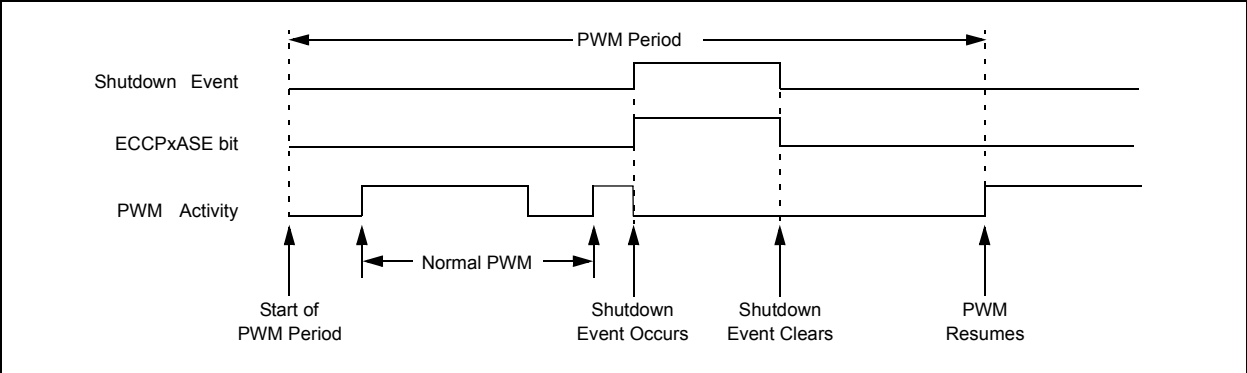 PWM Period
Shutdown Event
ECCPxASE bit
PWM Activity
Normal PWM
Start of
PWM Period
Shutdown
Event Occurs
Shutdown
Event Clears
PWM
Resumes